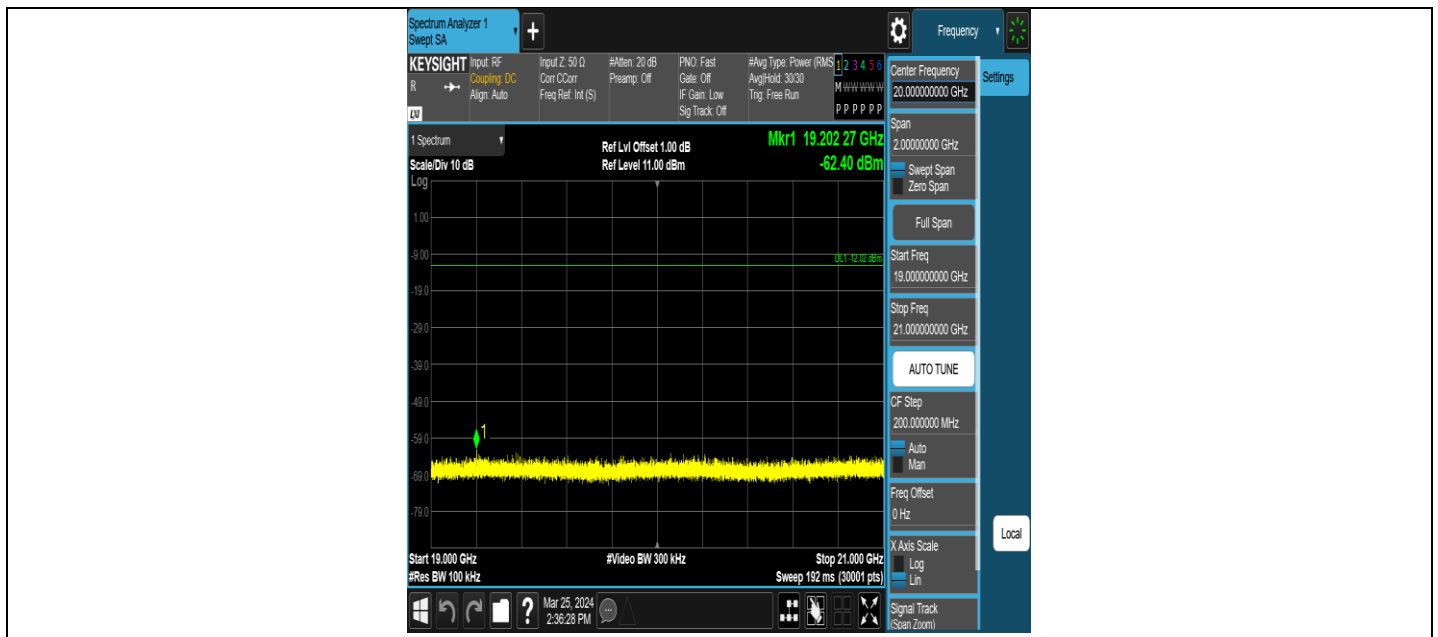 Spectrum Analyzer 1
Swept SA
+
Frequency
KEYSIGHT
R
LXI
Input: RF
Coupling: DC
Align: Auto
Input Z: 50 Ω
Corr CCorr
Freq Ref: Int (S)
#Atten: 20 dB
Preamp: Off
PNO: Fast
Gate: Off
IF Gain: Low
Sig Track: Off
#Avg Type: Power (RMS
Avg|Hold: 30/30
Trig: Free Run
1 2 3 4 5 6
M W W W W W
P P P P P P
1 Spectrum
Scale/Div 10 dB
Ref Lvl Offset 1.00 dB
Ref Level 11.00 dBm
Mkr1 19.202 27 GHz
-62.40 dBm
Log
1.00
-9.00
-19.0
-29.0
-39.0
-49.0
-59.0
-69.0
-79.0
DL1 -12.02 dBm
1
Start 19.000 GHz
#Res BW 100 kHz
#Video BW 300 kHz
Stop 21.000 GHz
Sweep 192 ms (30001 pts)
Center Frequency
20.000000000 GHz
Settings
Span
2.00000000 GHz
Swept Span
Zero Span
Full Span
Start Freq
19.000000000 GHz
Stop Freq
21.000000000 GHz
AUTO TUNE
CF Step
200.000000 MHz
Auto
Man
Freq Offset
0 Hz
X Axis Scale
Log
Lin
Signal Track
(Span Zoom)
Local
?
Mar 25, 2024
2:36:28 PM